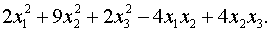 2x₁² + 9x₂² + 2x₃² − 4x₁x₂ + 4x₂x₃.